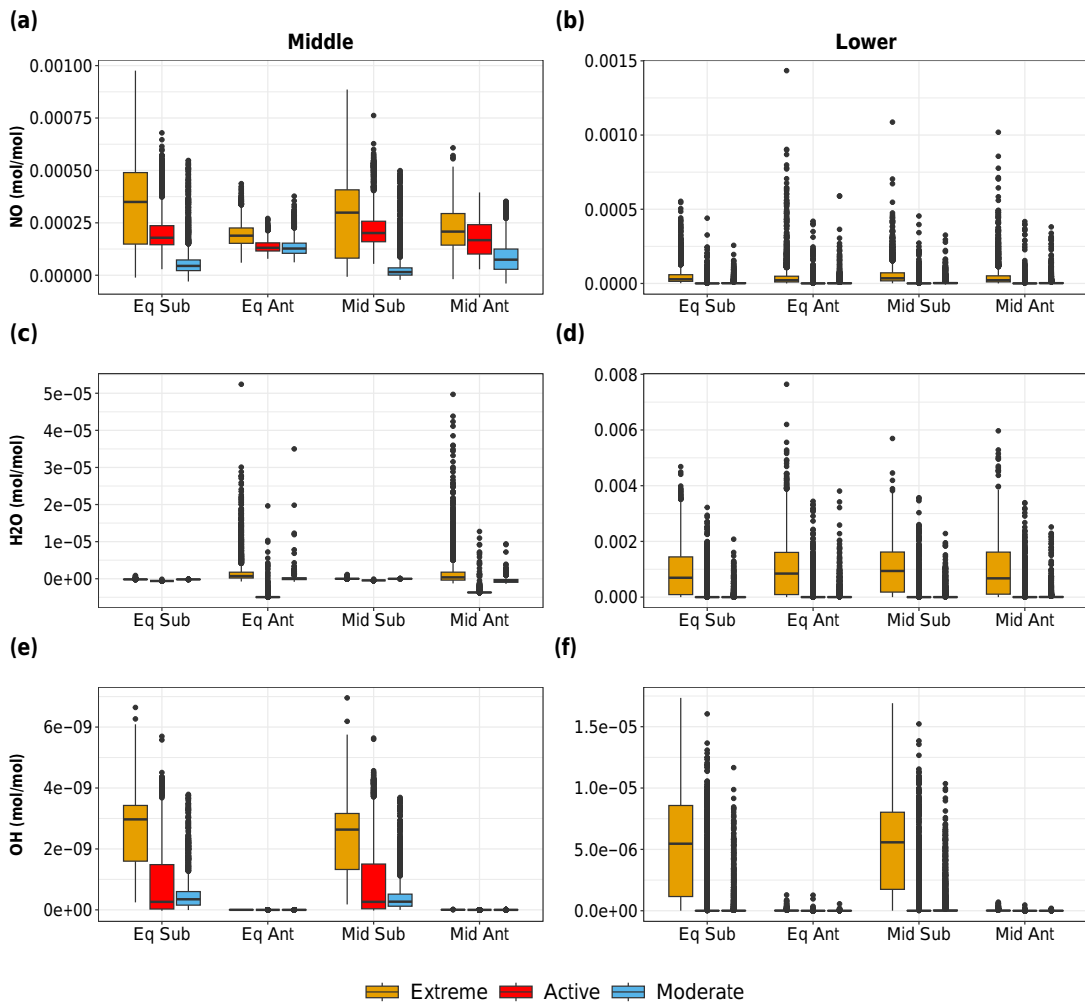 (a)
(b)
Middle
Lower
NO (mol/mol)
0.00100
0.00075
0.00050
0.00025
0.00000
Eq Sub
Eq Ant
Mid Sub
Mid Ant
0.0015
0.0010
0.0005
0.0000
Eq Sub
Eq Ant
Mid Sub
Mid Ant
(c)
(d)
H2O (mol/mol)
5e−05
4e−05
3e−05
2e−05
1e−05
0e+00
Eq Sub
Eq Ant
Mid Sub
Mid Ant
0.008
0.006
0.004
0.002
0.000
Eq Sub
Eq Ant
Mid Sub
Mid Ant
(e)
(f)
OH (mol/mol)
6e−09
4e−09
2e−09
0e+00
Eq Sub
Eq Ant
Mid Sub
Mid Ant
1.5e−05
1.0e−05
5.0e−06
0.0e+00
Eq Sub
Eq Ant
Mid Sub
Mid Ant
Extreme
Active
Moderate